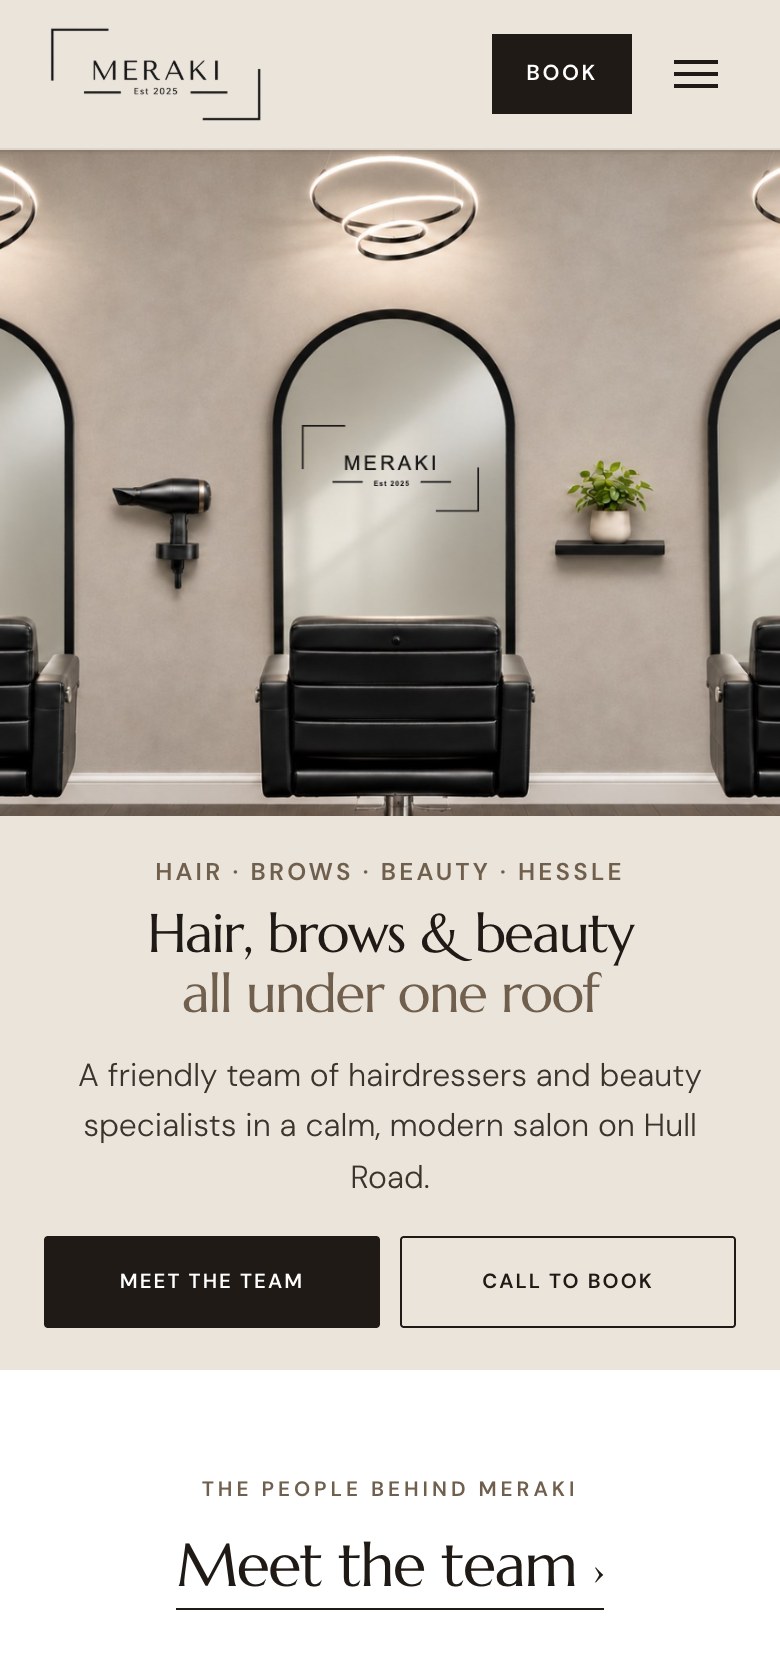 MERAKI
Est 2025
BOOK
MERAKI
Est 2025
HAIR · BROWS · BEAUTY · HESSLE
Hair, brows & beauty
all under one roof
A friendly team of hairdressers and beauty
specialists in a calm, modern salon on Hull
Road.
MEET THE TEAM
CALL TO BOOK
THE PEOPLE BEHIND MERAKI
Meet the team ›